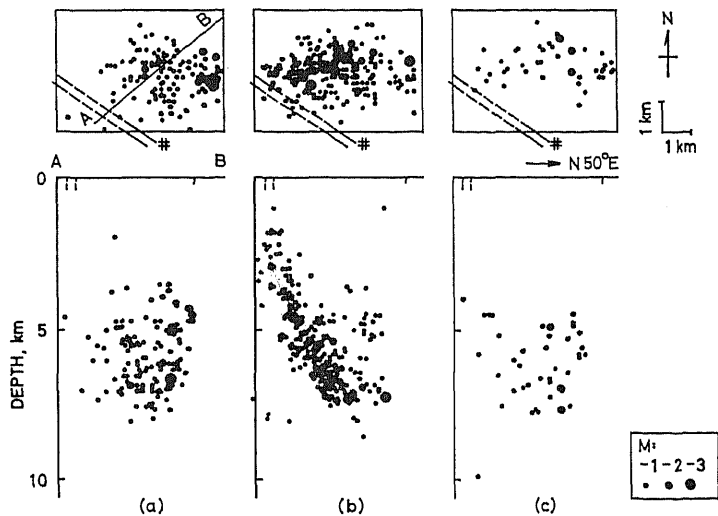 N
B
A
#
#
#
1 km
1 km
A B
N 50°E
0
5
10
DEPTH, km
M:
-1-2-3
(a) (b) (c)